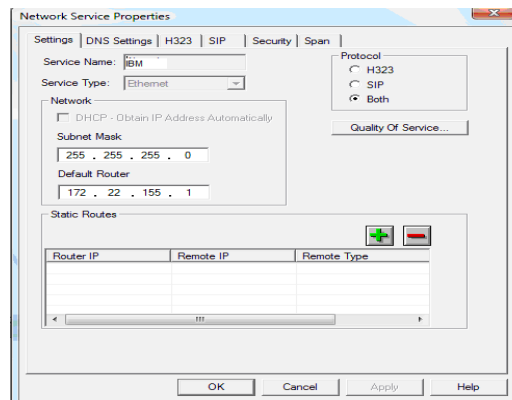 Network Service Properties
Settings DNS Settings H323 SIP Security Span
Service Name: IBM
Service Type: Ethernet
Protocol
H323
SIP
Both
Network
DHCP - Obtain IP Address Automatically
Subnet Mask
255 . 255 . 255 . 0
Default Router
172 . 22 . 155 . 1
Quality Of Service...
Static Routes
Router IP Remote IP Remote Type
OK Cancel Apply Help